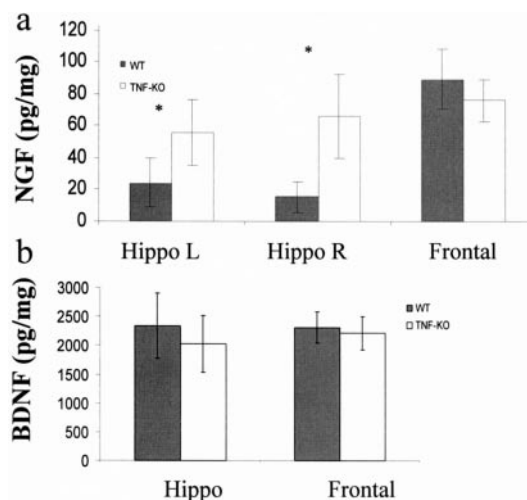 a
120
100
80
60
40
20
0
NGF (pg/mg)
WT
TNF-KO
*
*
Hippo L Hippo R Frontal
b
3000
2500
2000
1500
1000
500
0
BDNF (pg/mg)
WT
TNF-KO
Hippo Frontal